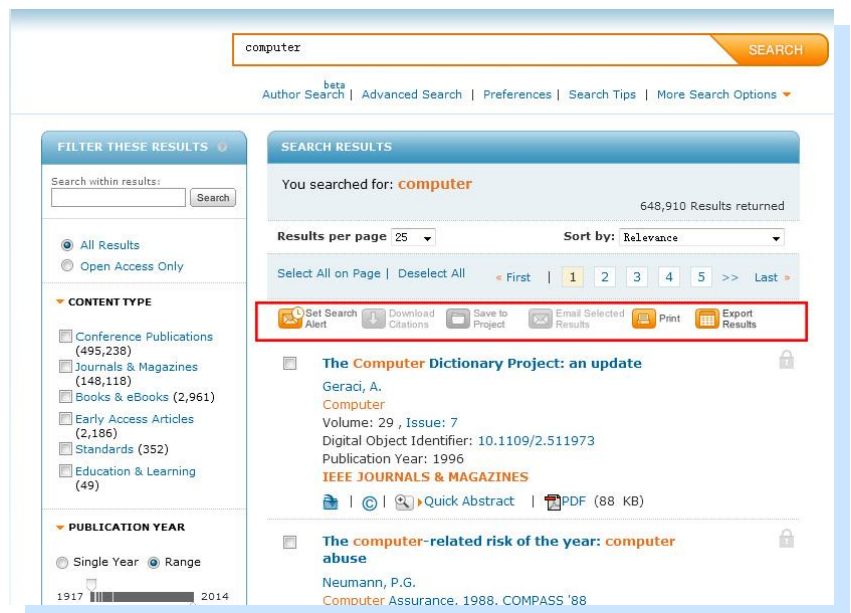 computer
SEARCH
beta
Author Search | Advanced Search | Preferences | Search Tips | More Search Options
FILTER THESE RESULTS
Search within results:
Search
All Results
Open Access Only
CONTENT TYPE
Conference Publications
(495,238)
Journals & Magazines
(148,118)
Books & eBooks (2,961)
Early Access Articles
(2,186)
Standards (352)
Education & Learning
(49)
PUBLICATION YEAR
Single Year Range
1917 2014
SEARCH RESULTS
You searched for: computer
648,910 Results returned
Results per page 25 Sort by: Relevance
Select All on Page | Deselect All « First | 1 2 3 4 5 >> Last »
Set Search Alert
Download Citations
Save to Project
Email Selected Results
Print
Export Results
The Computer Dictionary Project: an update
Geraci, A.
Computer
Volume: 29 , Issue: 7
Digital Object Identifier: 10.1109/2.511973
Publication Year: 1996
IEEE JOURNALS & MAGAZINES
| © | Quick Abstract | PDF (88 KB)
The computer-related risk of the year: computer
abuse
Neumann, P.G.
Computer Assurance, 1988. COMPASS '88